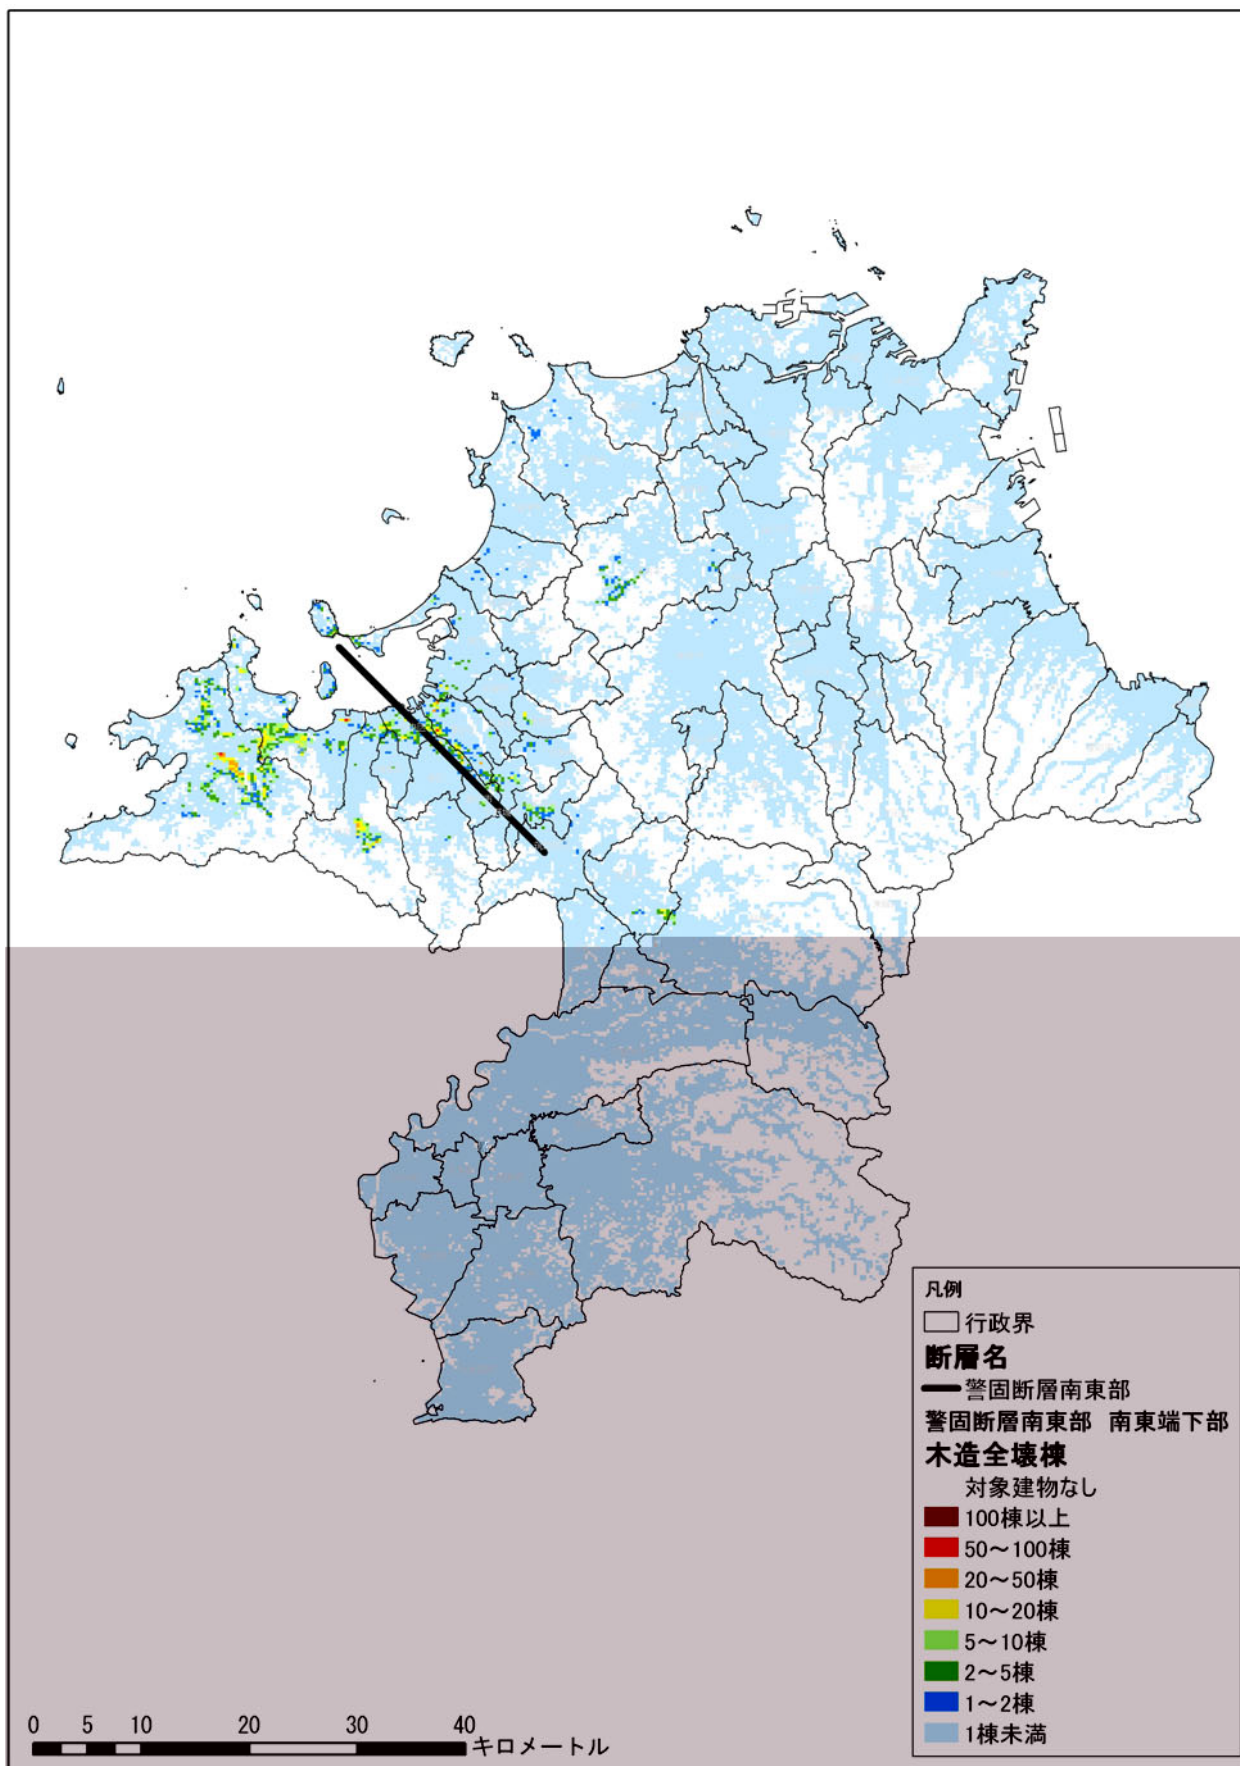 凡例
行政界
断層名
警固断層南東部
警固断層南東部 南東端下部
木造全壊棟
対象建物なし
100棟以上
50～100棟
20～50棟
10～20棟
5～10棟
2～5棟
1～2棟
1棟未満
0 5 10 20 30 40
キロメートル